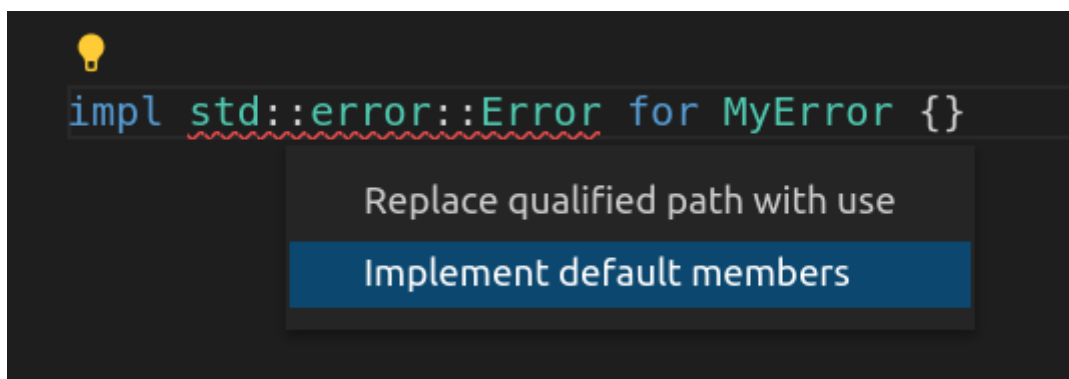 impl std::error::Error for MyError {}
Replace qualified path with use
Implement default members